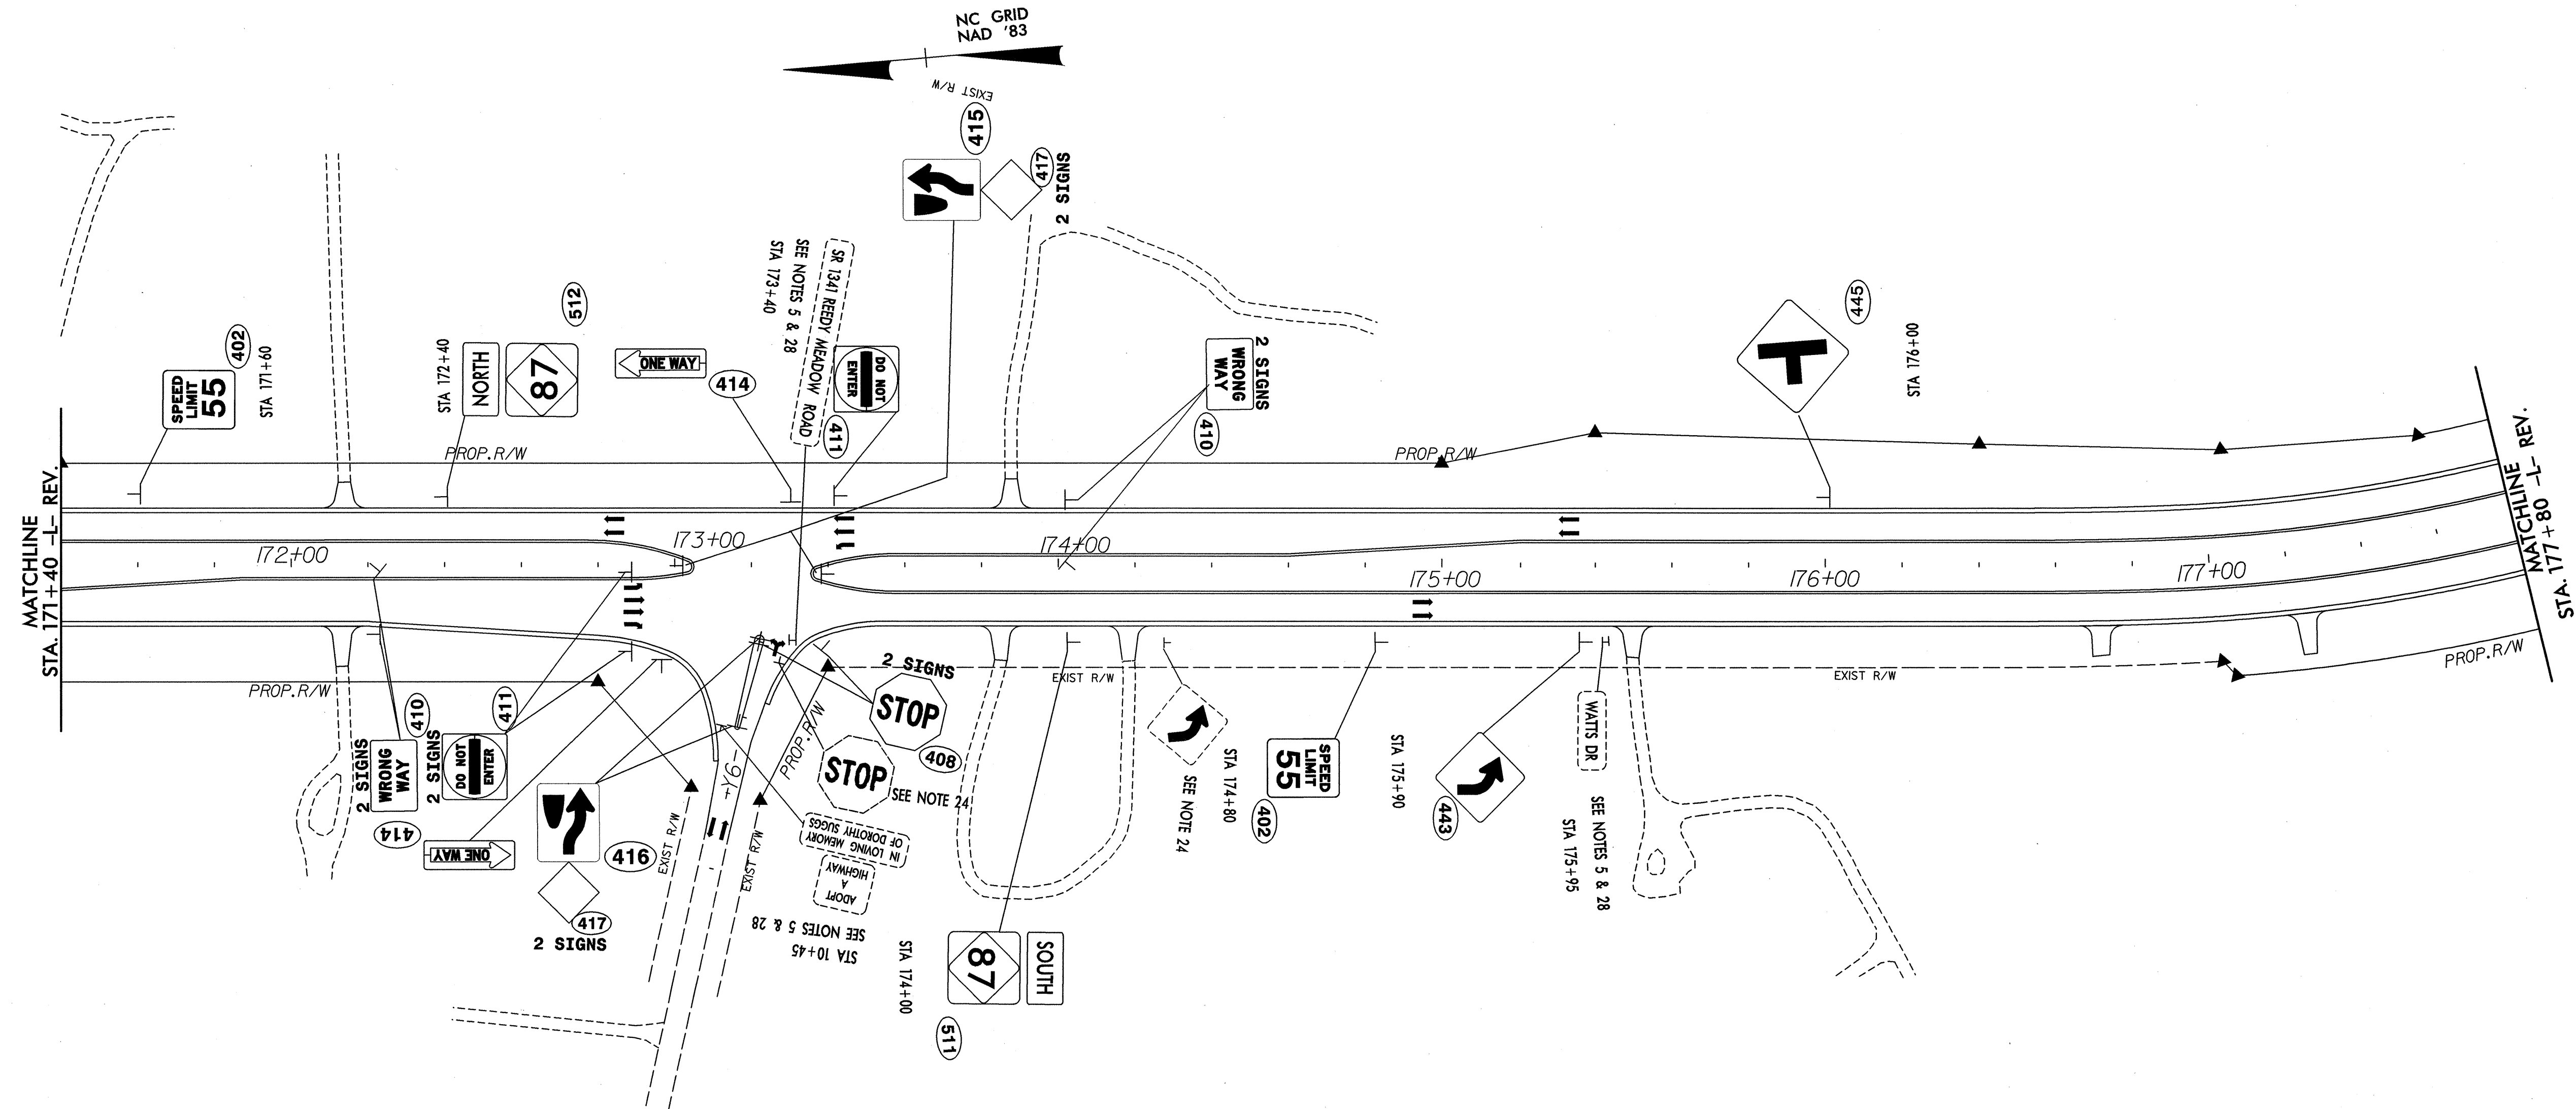 NC GRID
NAD '83
EXIST R/W
415
417
2 SIGNS
402
SPEED
LIMIT
55
STA 171+60
512
STA 172+40
NORTH
87
ONE WAY
414
STA 173+40
SEE NOTES 5 & 28
SR 1341 REEDY MEADOW ROAD
DO NOT
ENTER
411
WRONG
WAY
2 SIGNS
410
445
STA 176+00
PROP.R/W
PROP.R/W
MATCHLINE
STA. 171+40 -L- REV.
172+00
173+00
174+00
175+00
176+00
177+00
MATCHLINE
STA. 177+80 -L- REV.
PROP.R/W
PROP.R/W
EXIST R/W
EXIST R/W
PROP.R/W
410
2 SIGNS
WRONG
WAY
411
2 SIGNS
DO NOT
ENTER
414
ONE WAY
416
417
2 SIGNS
EXIST R/W
-Y6-
EXIST R/W
2 SIGNS
STOP
408
STOP
SEE NOTE 24
IN LOVING MEMORY
OF DOROTHY SUGGS
ADOPT
A
HIGHWAY
SEE NOTES 5 & 28
STA 10+45
STA 174+00
87
SOUTH
511
STA 174+80
SEE NOTE 24
SPEED
LIMIT
55
402
STA 175+90
443
WATTS DR
SEE NOTES 5 & 28
STA 175+95